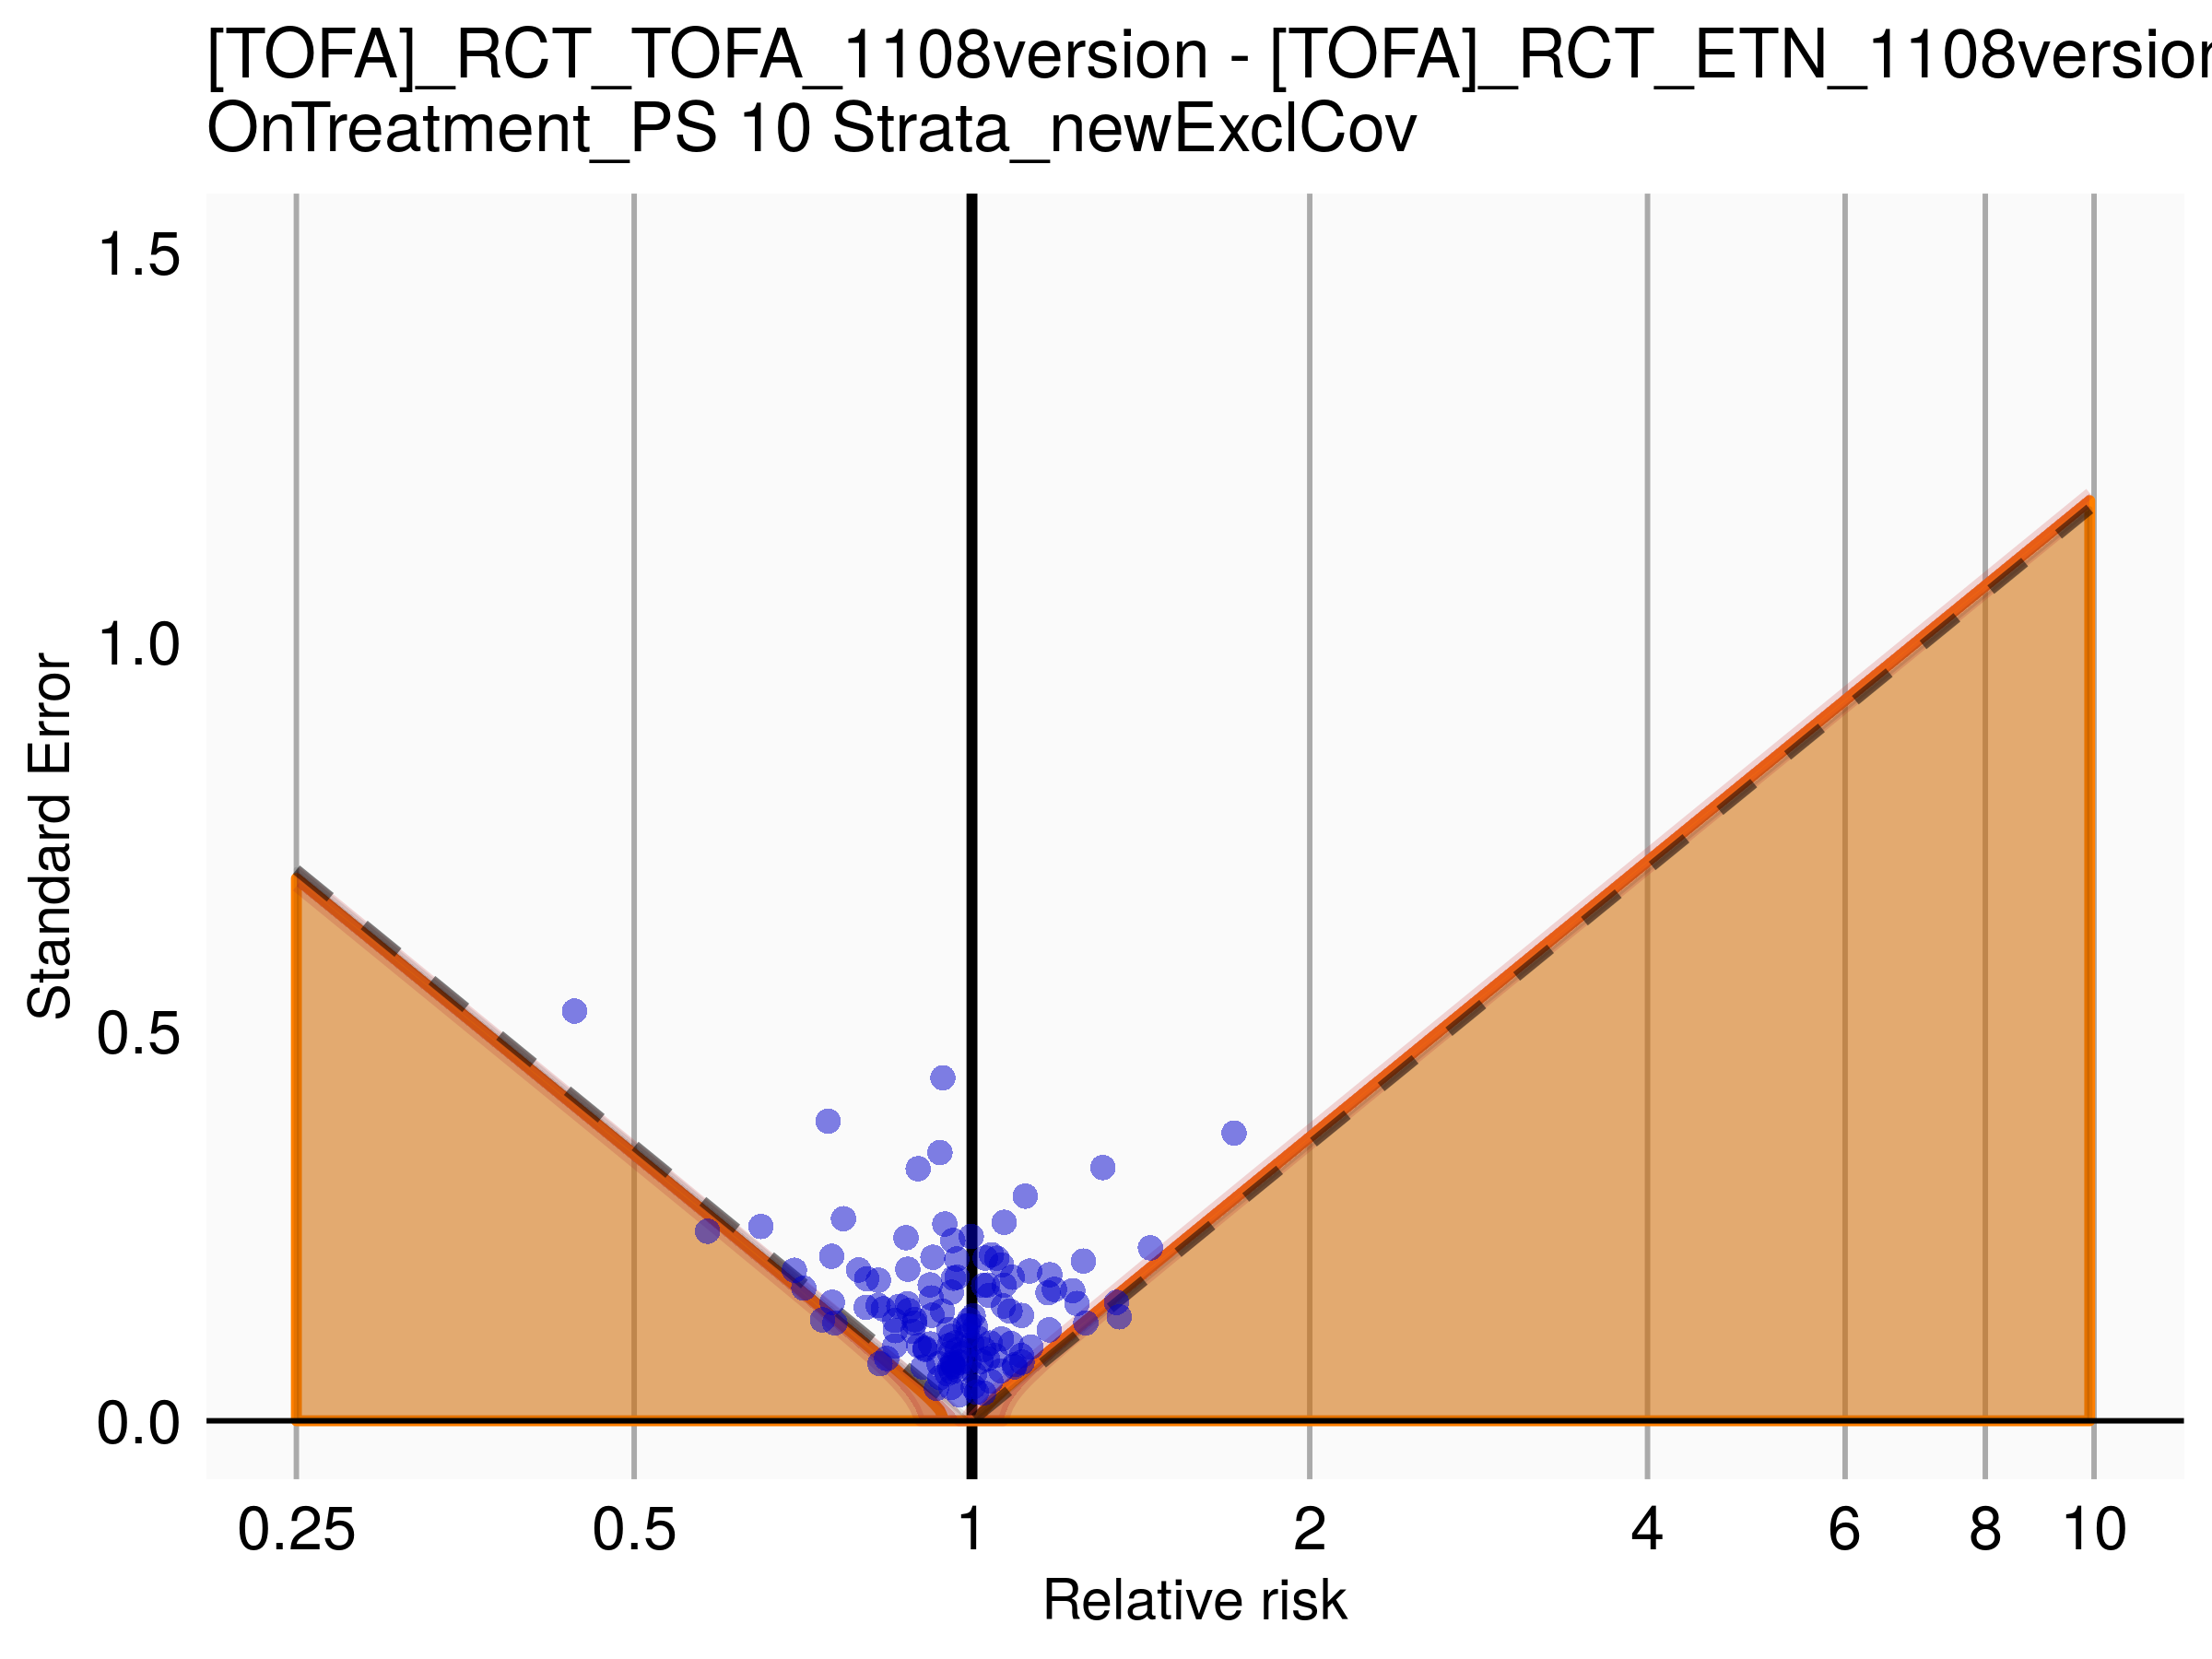 [TOFA]_RCT_TOFA_1108version - [TOFA]_RCT_ETN_1108version
OnTreatment_PS 10 Strata_newExclCov
1.5
1.0
0.5
0.0
Standard Error
0.25 0.5 1 2 4 6 8 10
Relative risk